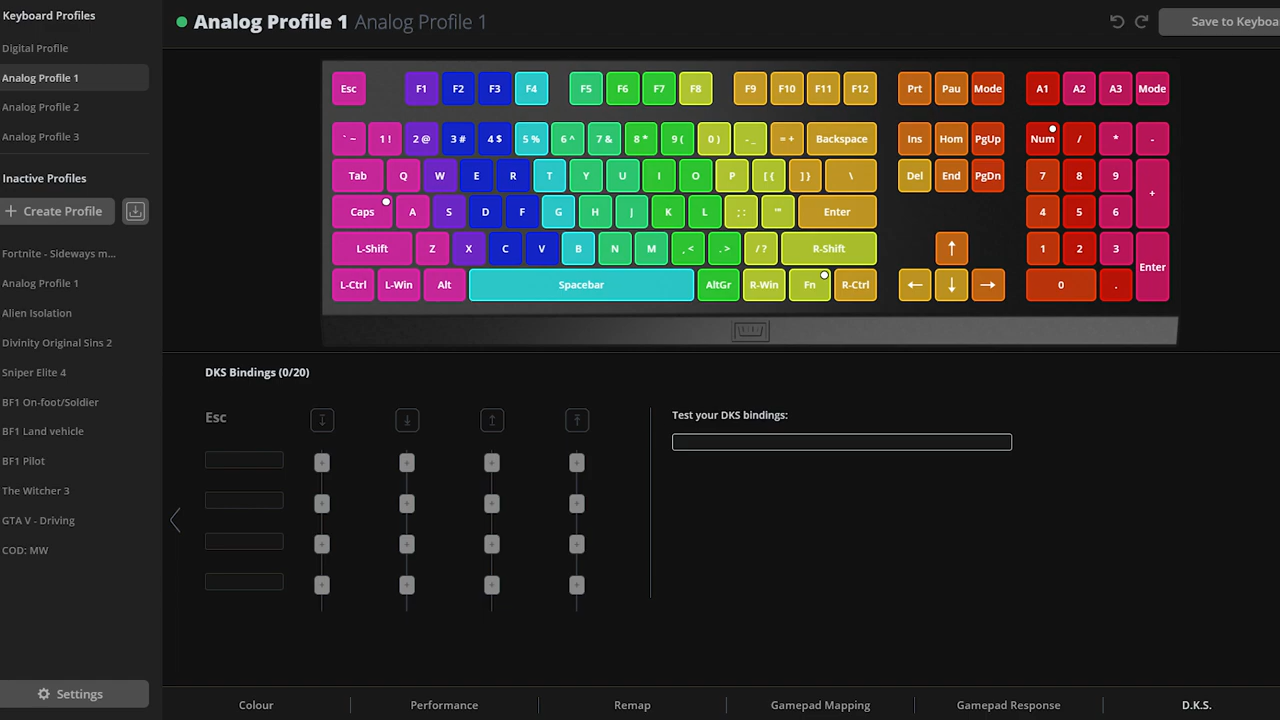 Keyboard Profiles
Digital Profile
Analog Profile 1
Analog Profile 2
Analog Profile 3
Inactive Profiles
+ Create Profile
Fortnite - Sideways m...
Analog Profile 1
Alien Isolation
Divinity Original Sins 2
Sniper Elite 4
BF1 On-foot/Soldier
BF1 Land vehicle
BF1 Pilot
The Witcher 3
GTA V - Driving
COD: MW
Settings
Analog Profile 1 Analog Profile 1
Save to Keyboa
Esc F1 F2 F3 F4 F5 F6 F7 F8 F9 F10 F11 F12 Prt Pau Mode A1 A2 A3 Mode
` ~ 1 ! 2 @ 3 # 4 $ 5 % 6 ^ 7 & 8 * 9 ( 0 ) - _ = + Backspace Ins Hom PgUp Num / * -
Tab Q W E R T Y U I O P [ { ] } \ Del End PgDn 7 8 9 +
Caps A S D F G H J K L ; : '" Enter 4 5 6
L-Shift Z X C V B N M , < . > / ? R-Shift ↑ 1 2 3 Enter
L-Ctrl L-Win Alt Spacebar AltGr R-Win Fn R-Ctrl ← ↓ → 0 .
DKS Bindings (0/20)
Esc
Test your DKS bindings:
Colour
Performance
Remap
Gamepad Mapping
Gamepad Response
D.K.S.